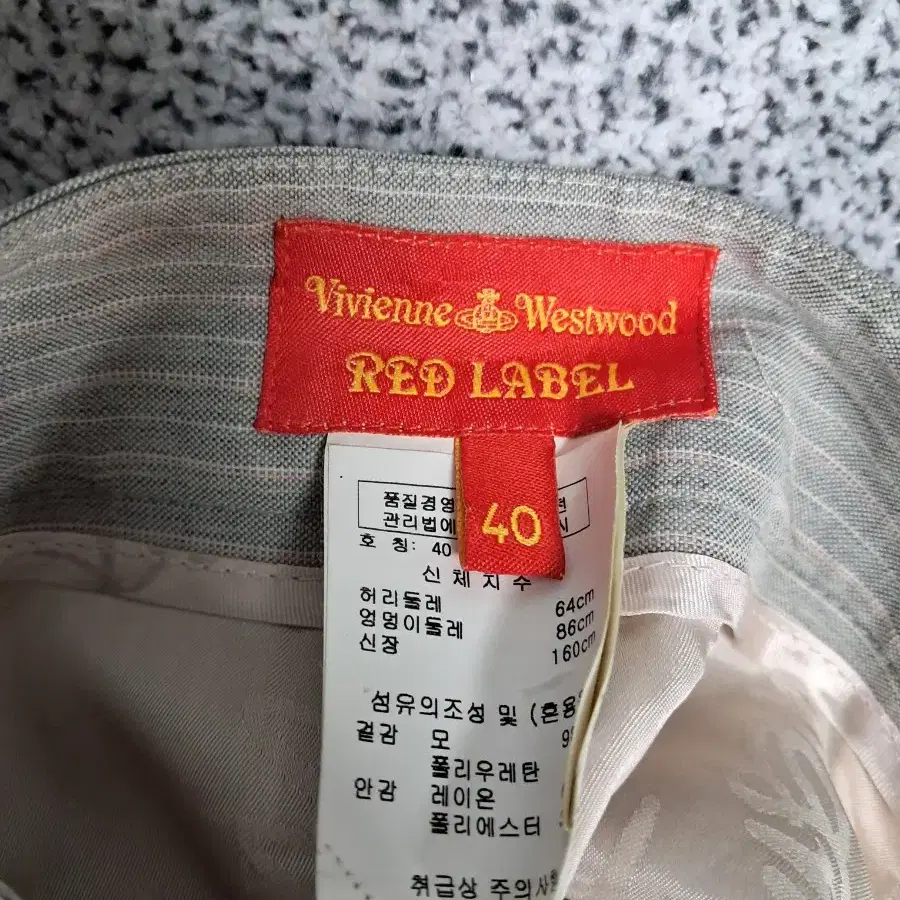 Vivienne Westwood
RED LABEL
40
품질경영
관리법에
호 칭: 40
신 체 지 수
허리둘레 64cm
엉덩이둘레 86cm
신장 160cm
섬유의조성 및 (혼용
겉감 모
폴리우레탄
안감 레이온
폴리에스터
취급상 주의사항